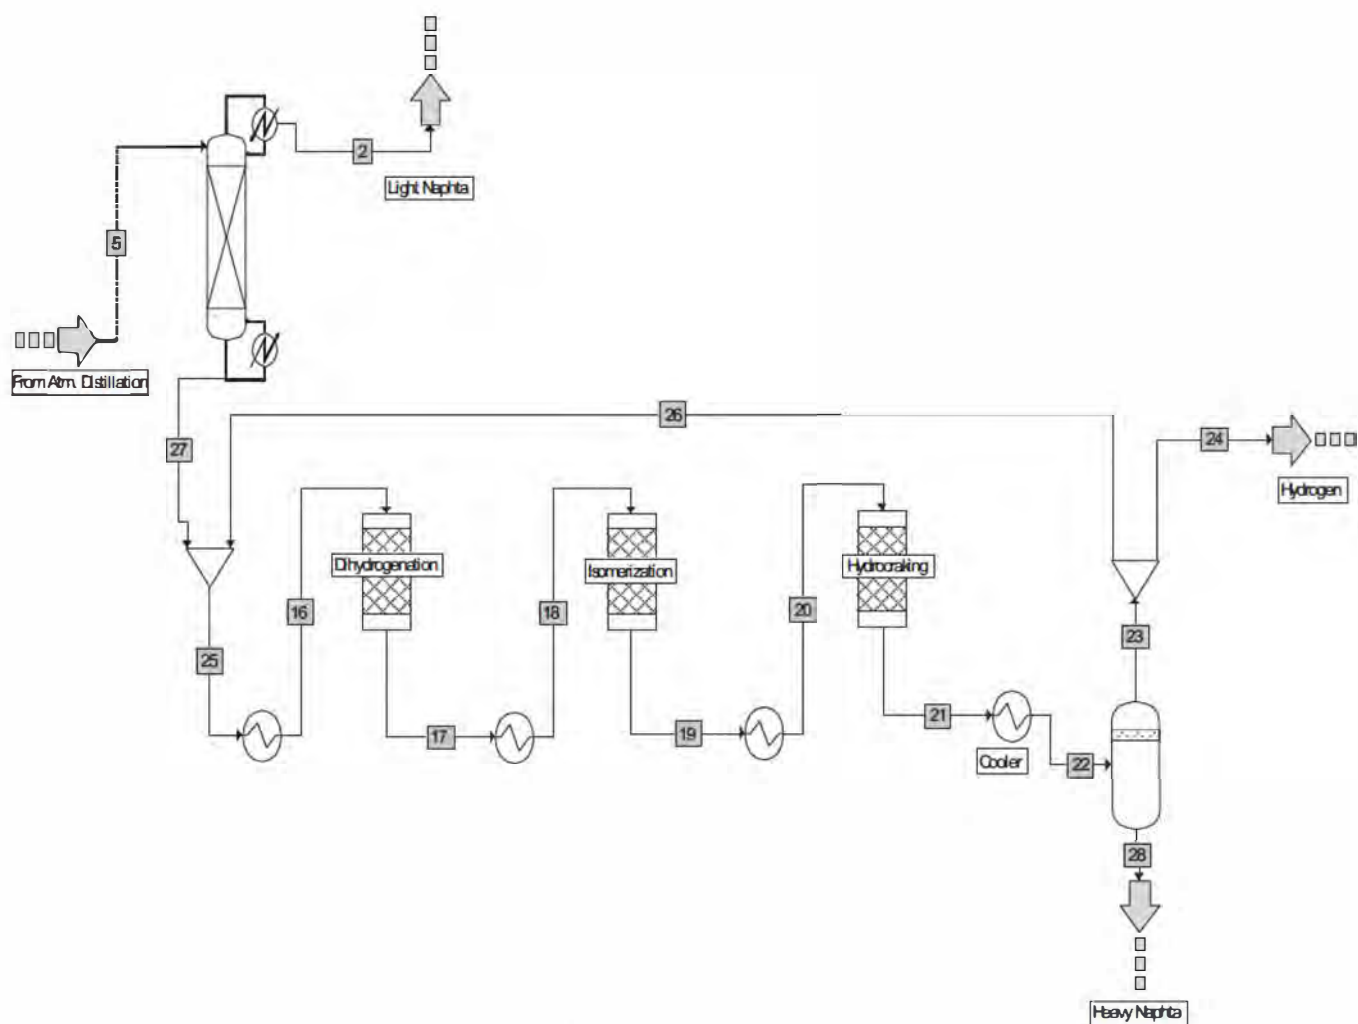 2
Light Naphta
5
From Atm. Distillation
26
24
27
Hydrogen
Dihydrogenation
Isomerization
Hydrocraking
16
18
20
23
25
17
19
21
22
Cooler
28
Heavy Naphta